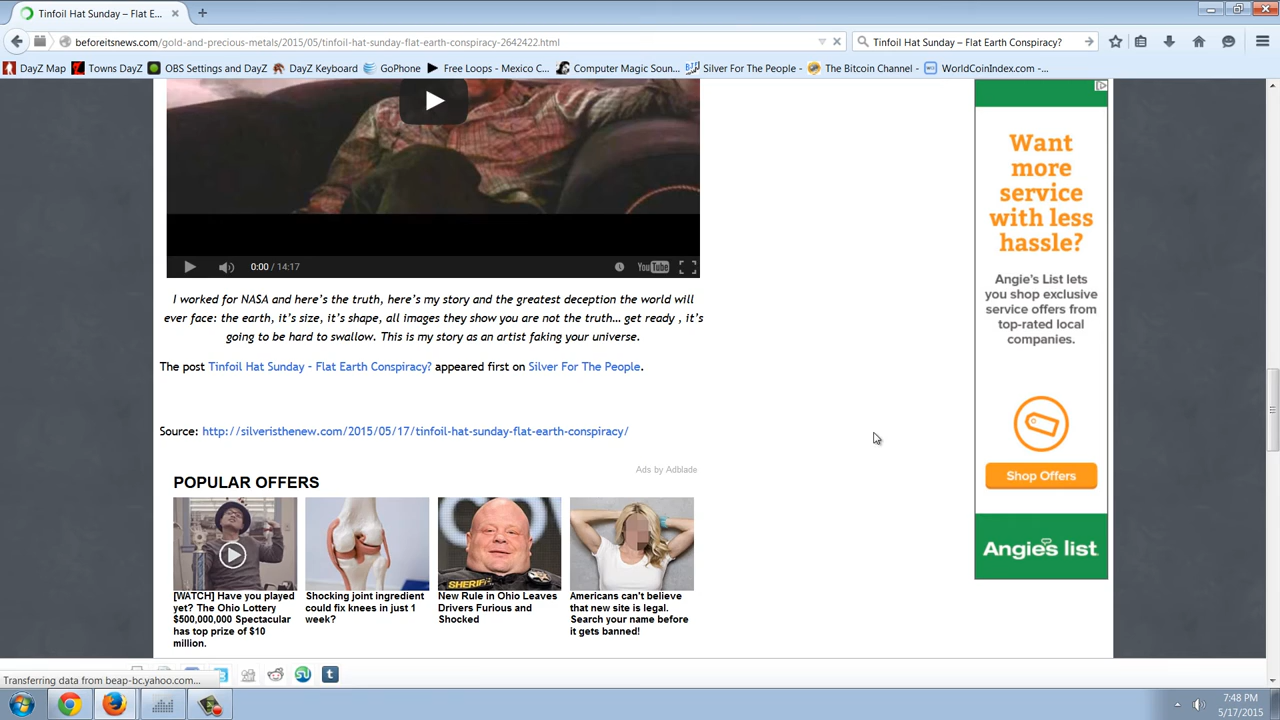 Tinfoil Hat Sunday – Flat E...
beforeitsnews.com/gold-and-precious-metals/2015/05/tinfoil-hat-sunday-flat-earth-conspiracy-2642422.html
Tinfoil Hat Sunday – Flat Earth Conspiracy?
DayZ Map Towns DayZ OBS Settings and DayZ DayZ Keyboard GoPhone Free Loops - Mexico C... Computer Magic Soun... Silver For The People - ... The Bitcoin Channel - ... WorldCoinIndex.com -...
0:00 / 14:17 YouTube
I worked for NASA and here's the truth, here's my story and the greatest deception the world will
ever face: the earth, it's size, it's shape , all images they show you are not the truth... get ready , it's
going to be hard to swallow. This is my story as an artist faking your universe.
The post Tinfoil Hat Sunday – Flat Earth Conspiracy? appeared first on Silver For The People.
Source: http://silveristhenew.com/2015/05/17/tinfoil-hat-sunday-flat-earth-conspiracy/
Ads by Adblade
POPULAR OFFERS
SHERIFF
[WATCH] Have you played
yet? The Ohio Lottery
$500,000,000 Spectacular
has top prize of $10
million.
Shocking joint ingredient
could fix knees in just 1
week?
New Rule in Ohio Leaves
Drivers Furious and
Shocked
Americans can't believe
that new site is legal.
Search your name before
it gets banned!
Want
more
service
with less
hassle?
Angie's List lets
you shop exclusive
service offers from
top-rated local
companies.
Shop Offers
Angie's list
Transferring data from beap-bc.yahoo.com...
7:48 PM
5/17/2015